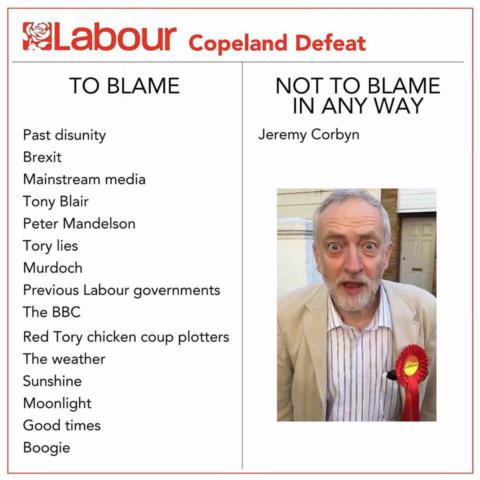 Labour Copeland Defeat
TO BLAME
Past disunity
Brexit
Mainstream media
Tony Blair
Peter Mandelson
Tory lies
Murdoch
Previous Labour governments
The BBC
Red Tory chicken coup plotters
The weather
Sunshine
Moonlight
Good times
Boogie
NOT TO BLAME
IN ANY WAY
Jeremy Corbyn
Labour